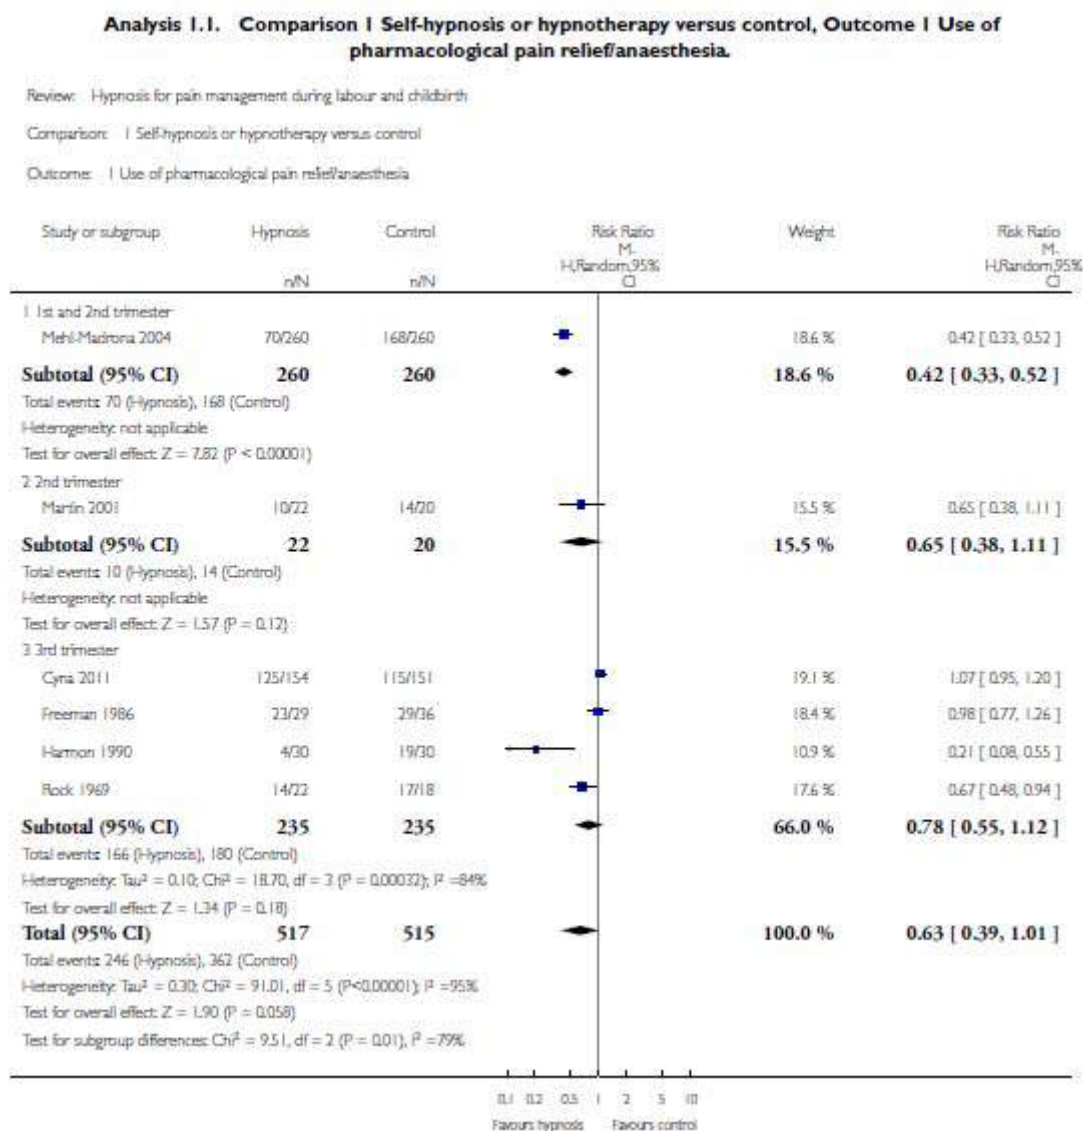 Analysis 1.1. Comparison 1 Self-hypnosis or hypnotherapy versus control, Outcome 1 Use of
pharmacological pain relief/anaesthesia.
Review: Hypnosis for pain management during labour and childbirth
Comparison: 1 Self-hypnosis or hypnotherapy versus control
Outcome: 1 Use of pharmacological pain relief/anaesthesia
Study or subgroup Hypnosis Control Risk Ratio Weight Risk Ratio
M- M-
H,Random,95% H,Random,95%
n/N n/N CI CI
1 1st and 2nd trimester
Mehl-Madrona 2004 70/260 168/260 18.6 % 0.42 [ 0.33, 0.52 ]
Subtotal (95% CI) 260 260 18.6 % 0.42 [ 0.33, 0.52 ]
Total events: 70 (Hypnosis), 168 (Control)
Heterogeneity: not applicable
Test for overall effect: Z = 7.82 (P < 0.00001)
2 2nd trimester
Martin 2001 10/22 14/20 15.5 % 0.65 [ 0.38, 1.11 ]
Subtotal (95% CI) 22 20 15.5 % 0.65 [ 0.38, 1.11 ]
Total events: 10 (Hypnosis), 14 (Control)
Heterogeneity: not applicable
Test for overall effect: Z = 1.57 (P = 0.12)
3 3rd trimester
Cyna 2011 125/154 115/151 19.1 % 1.07 [ 0.95, 1.20 ]
Freeman 1986 23/29 29/36 18.4 % 0.98 [ 0.77, 1.26 ]
Harmon 1990 4/30 19/30 10.9 % 0.21 [ 0.08, 0.55 ]
Rock 1969 14/22 17/18 17.6 % 0.67 [ 0.48, 0.94 ]
Subtotal (95% CI) 235 235 66.0 % 0.78 [ 0.55, 1.12 ]
Total events: 166 (Hypnosis), 180 (Control)
Heterogeneity: Tau² = 0.10; Chi² = 18.70, df = 3 (P = 0.00032); I² =84%
Test for overall effect: Z = 1.34 (P = 0.18)
Total (95% CI) 517 515 100.0 % 0.63 [ 0.39, 1.01 ]
Total events: 246 (Hypnosis), 362 (Control)
Heterogeneity: Tau² = 0.30; Chi² = 91.01, df = 5 (P<0.00001); I² =95%
Test for overall effect: Z = 1.90 (P = 0.058)
Test for subgroup differences: Chi² = 9.51, df = 2 (P = 0.01), I² =79%
0.1 0.2 0.5 1 2 5 10
Favours hypnosis Favours control